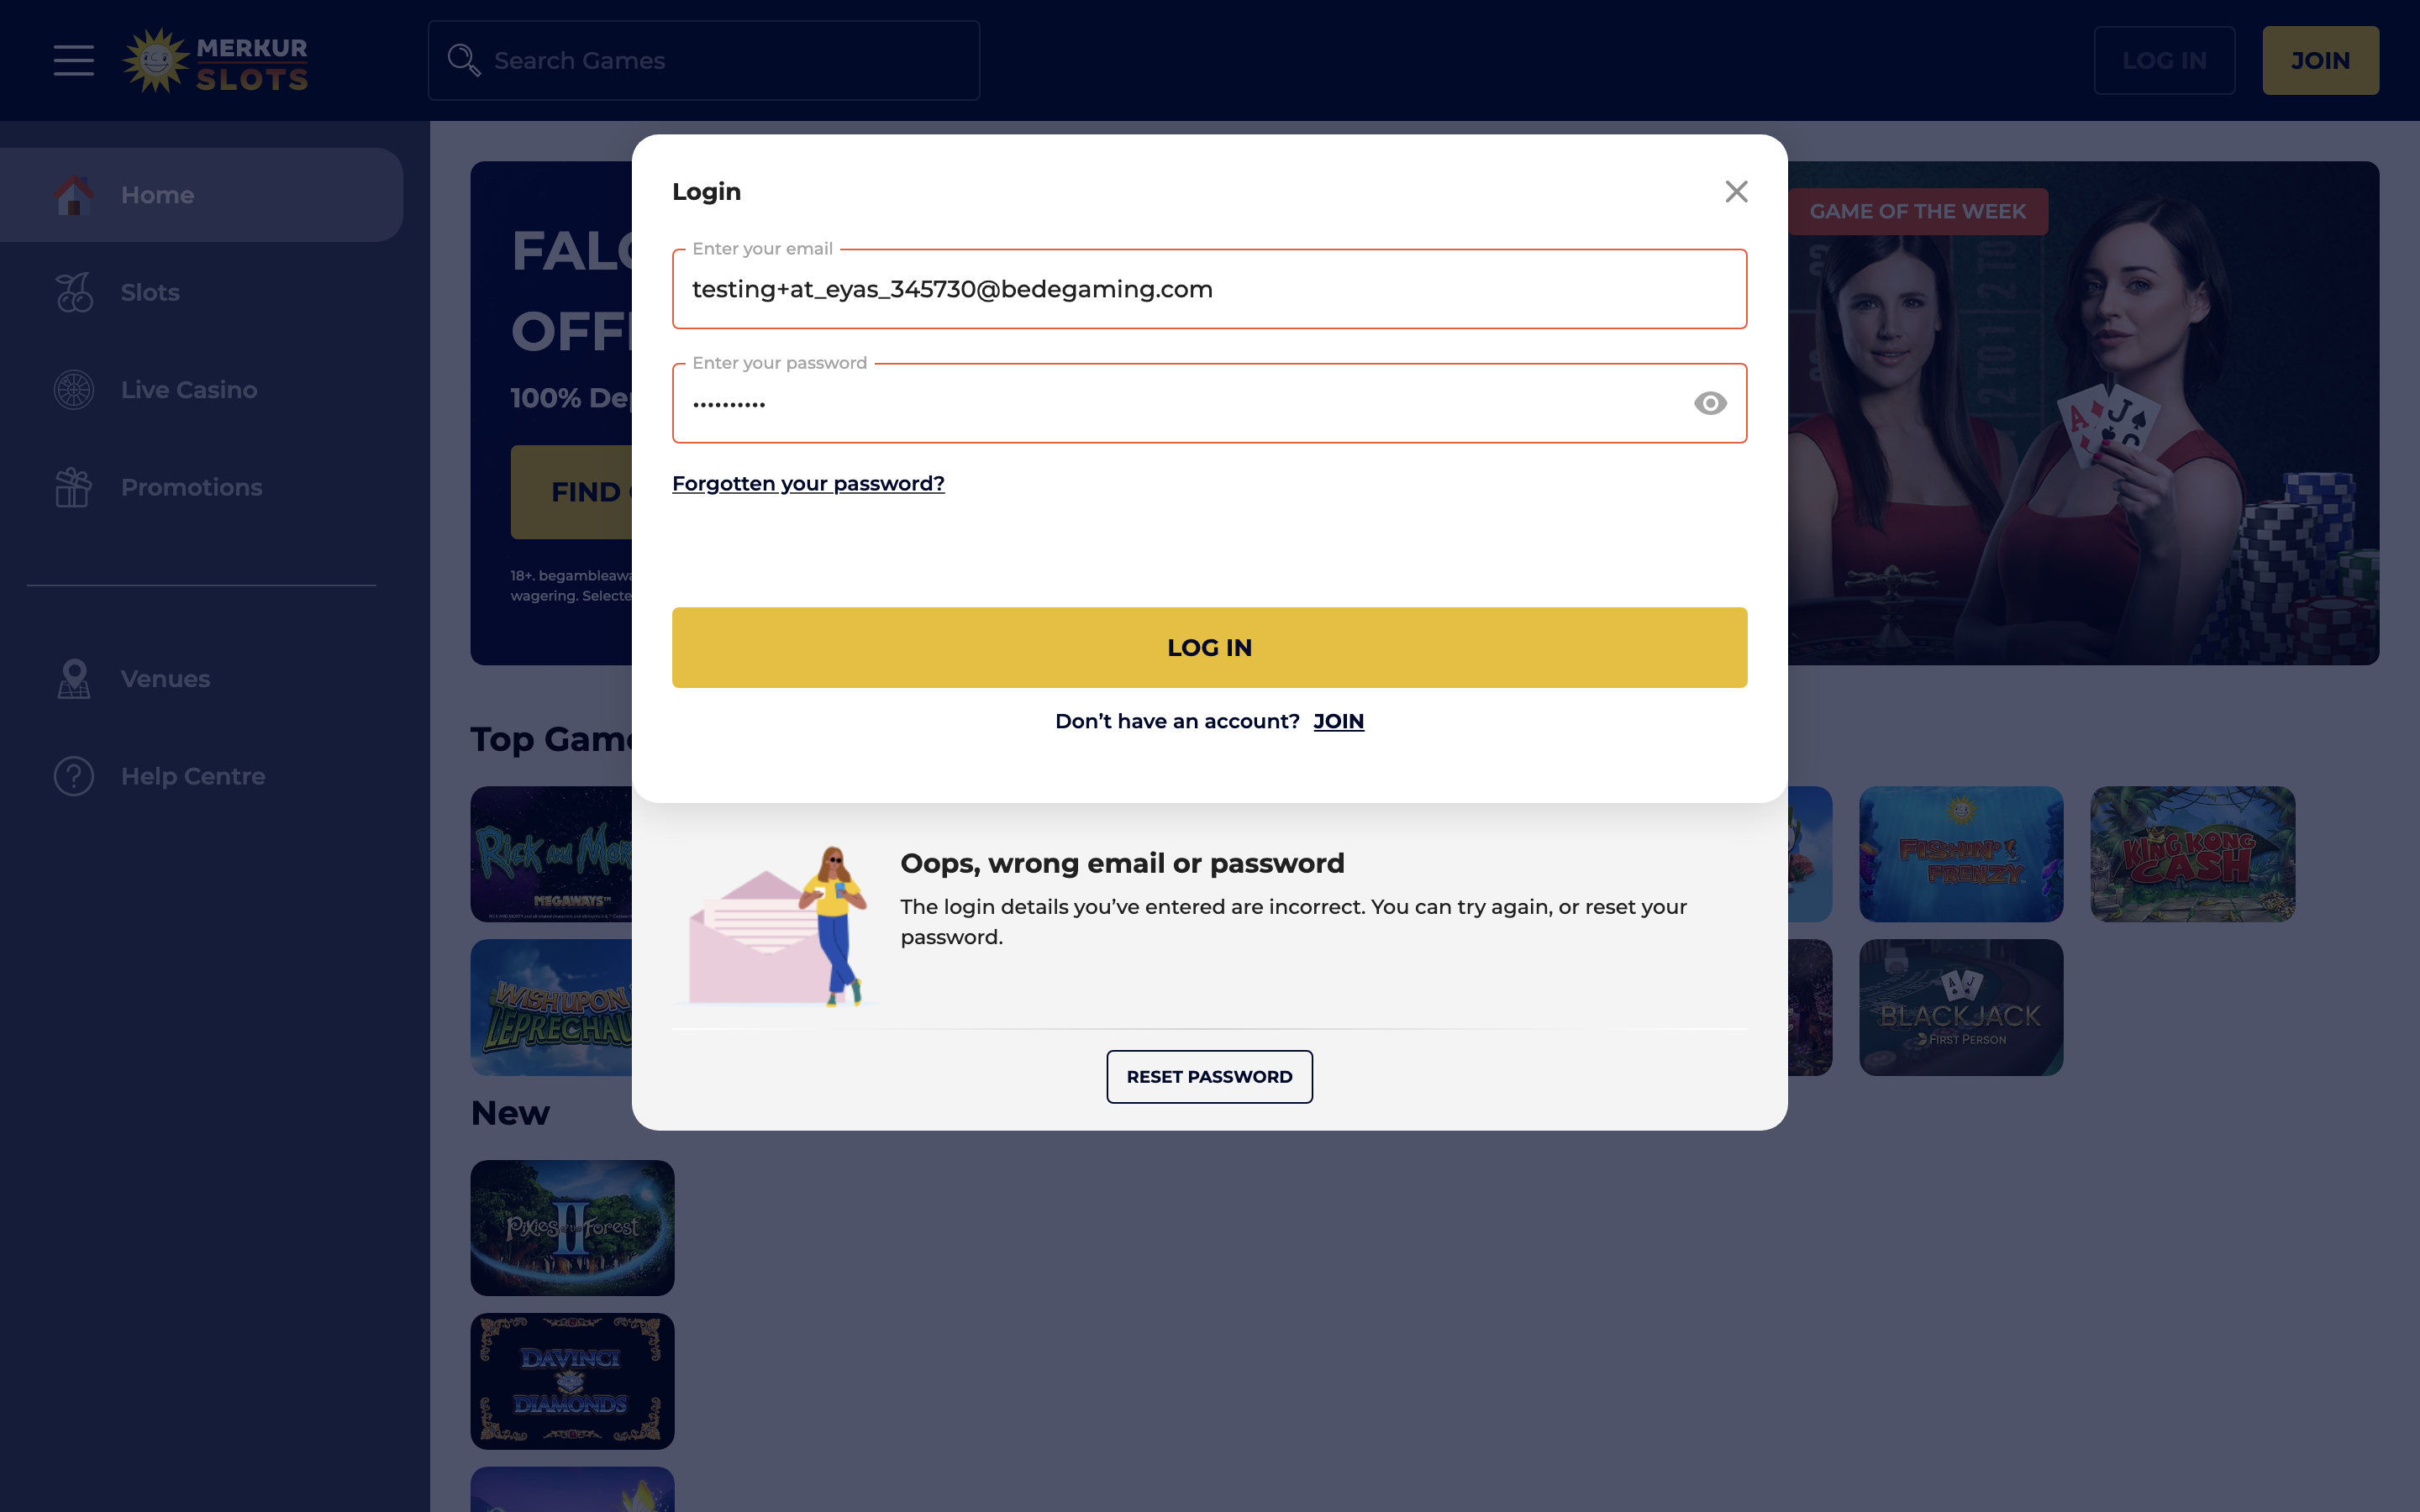 MERKUR
SLOTS
Search Games
LOG IN
JOIN
Home
Slots
Live Casino
Promotions
Venues
Help Centre
FALC
OFF
100% De
FIND
18+. begambleawa
wagering. Selecte
GAME OF THE WEEK
Login
Enter your email
testing+at_eyas_345730@bedegaming.com
Enter your password
••••••••••
Forgotten your password?
LOG IN
Don’t have an account? JOIN
Oops, wrong email or password
The login details you’ve entered are incorrect. You can try again, or reset your
password.
RESET PASSWORD
Top Game
RICK and MOR
MEGAWAYS™
FISHIN' FRENZY
KING KONG CASH
WISH UPON
LEPRECHAU
BLACKJACK
FIRST PERSON
New
PIXIES of the FOREST
II
DAVINCI
DIAMONDS